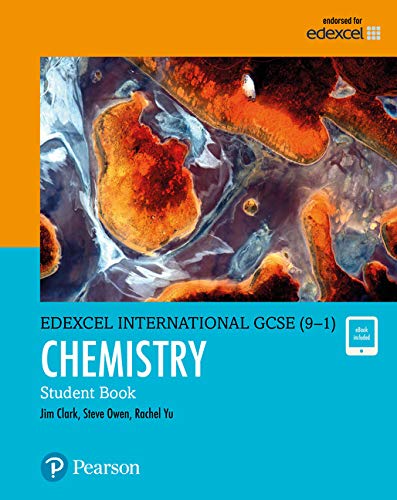 endorsed for
edexcel
EDEXCEL INTERNATIONAL GCSE (9–1)
CHEMISTRY
Student Book
eBook
included
Jim Clark, Steve Owen, Rachel Yu
Pearson